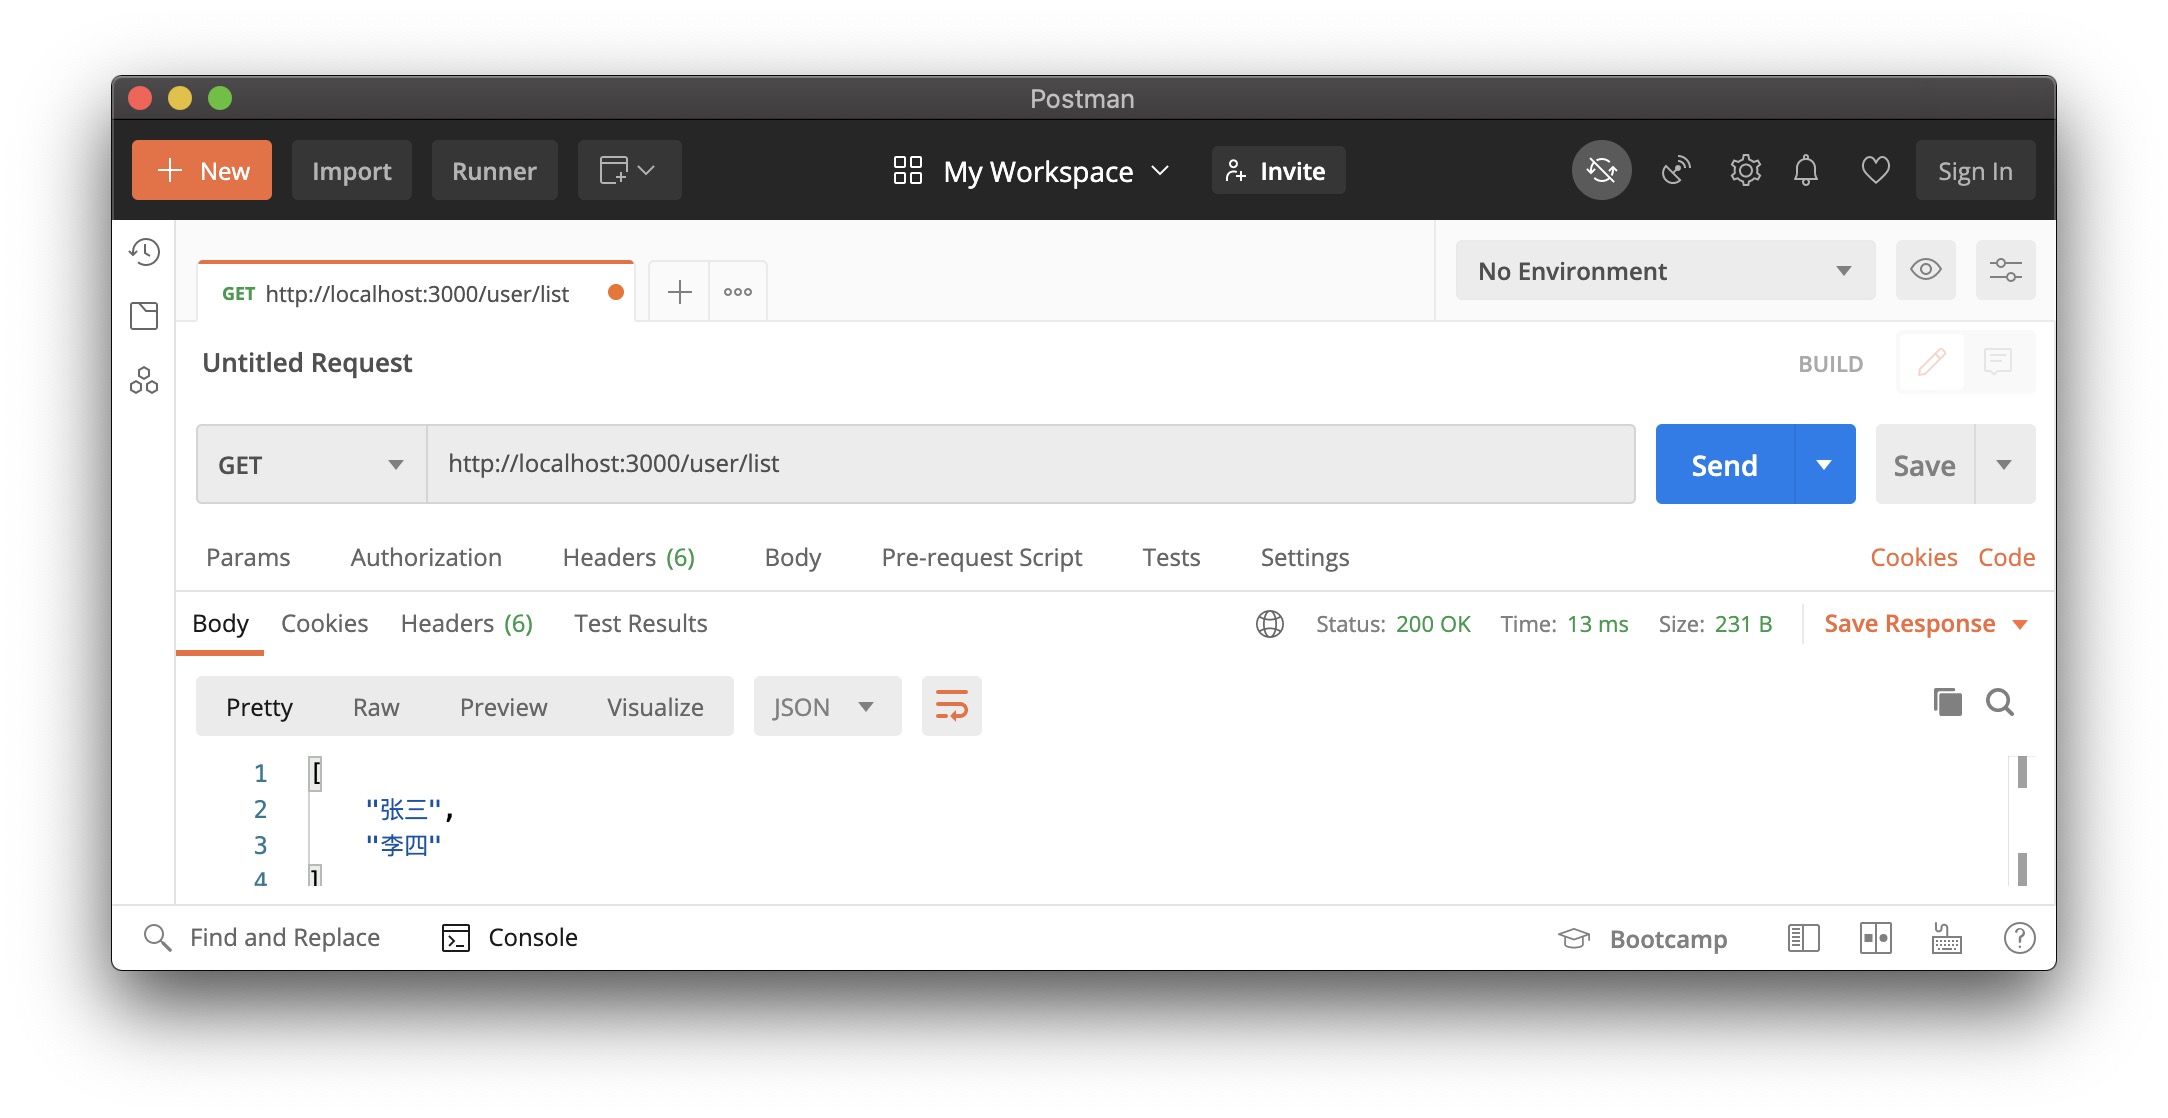 Postman
New Import Runner My Workspace Invite Sign In
GET http://localhost:3000/user/list No Environment
Untitled Request BUILD
GET http://localhost:3000/user/list Send Save
Params Authorization Headers (6) Body Pre-request Script Tests Settings Cookies Code
Body Cookies Headers (6) Test Results Status: 200 OK Time: 13 ms Size: 231 B Save Response
Pretty Raw Preview Visualize JSON
1 [
2 "张三",
3 "李四"
4 ]
Find and Replace Console Bootcamp